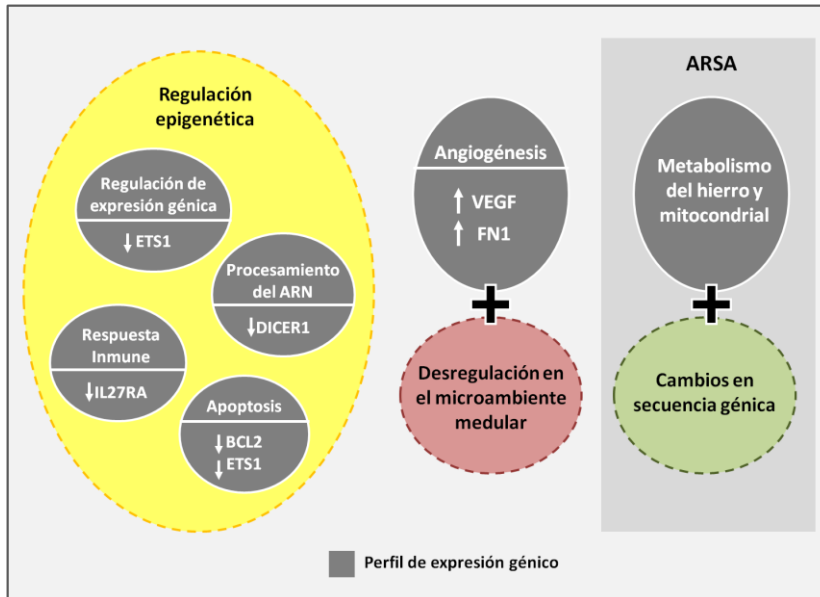 Regulación
epigenética
Regulación de
expresión génica
↓ ETS1
Procesamiento
del ARN
↓DICER1
Respuesta
Inmune
↓IL27RA
Apoptosis
↓BCL2
↓ETS1
Angiogénesis
↑ VEGF
↑ FN1
+
Desregulación en
el microambiente
medular
ARSA
Metabolismo
del hierro y
mitocondrial
+
Cambios en
secuencia génica
Perfil de expresión génico